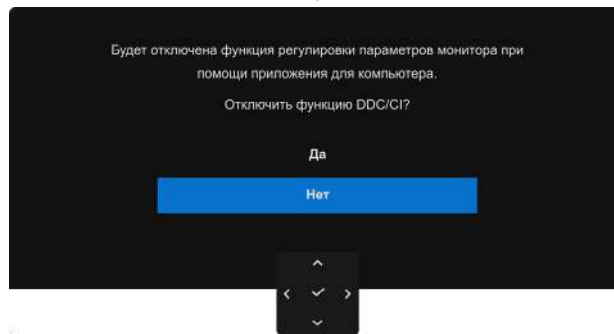 Будет отключена функция регулировки параметров монитора при
помощи приложения для компьютера.
Отключить функцию DDC/CI?
Да
Нет